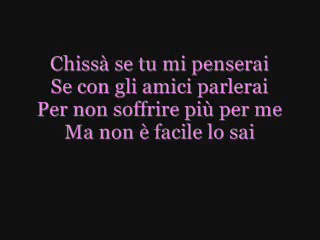 Chissà se tu mi penserai
Se con gli amici parlerai
Per non soffrire più per me
Ma non è facile lo sai